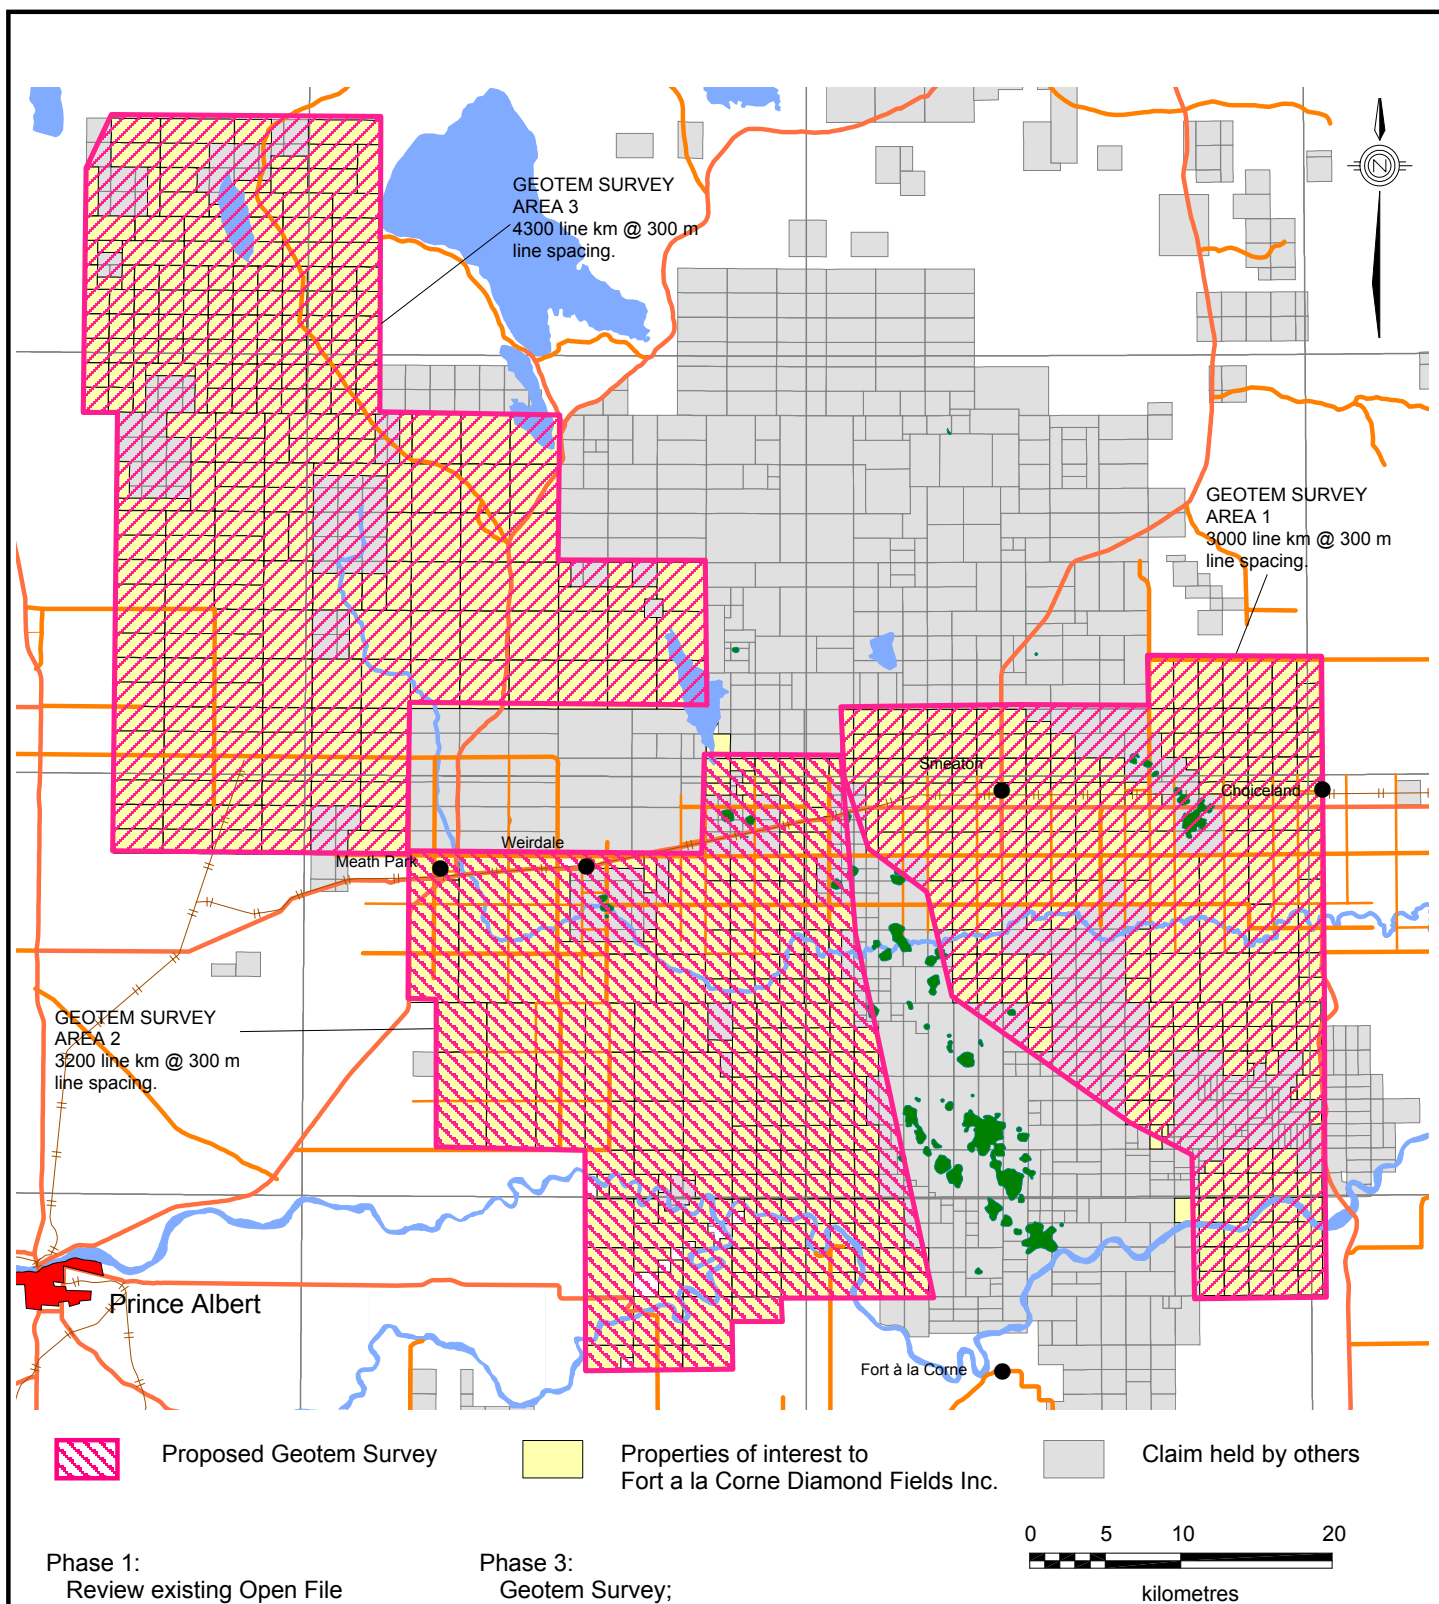 GEOTEM SURVEY
AREA 3
4300 line km @ 300 m
line spacing.
N
GEOTEM SURVEY
AREA 1
3000 line km @ 300 m
line spacing.
Smeaton
Choiceland
Weirdale
Meath Park
GEOTEM SURVEY
AREA 2
3200 line km @ 300 m
line spacing.
Prince Albert
Fort à la Corne
Proposed Geotem Survey
Properties of interest to
Fort a la Corne Diamond Fields Inc.
Claim held by others
0 5 10 20
kilometres
Phase 1:
Review existing Open File
Phase 3:
Geotem Survey;